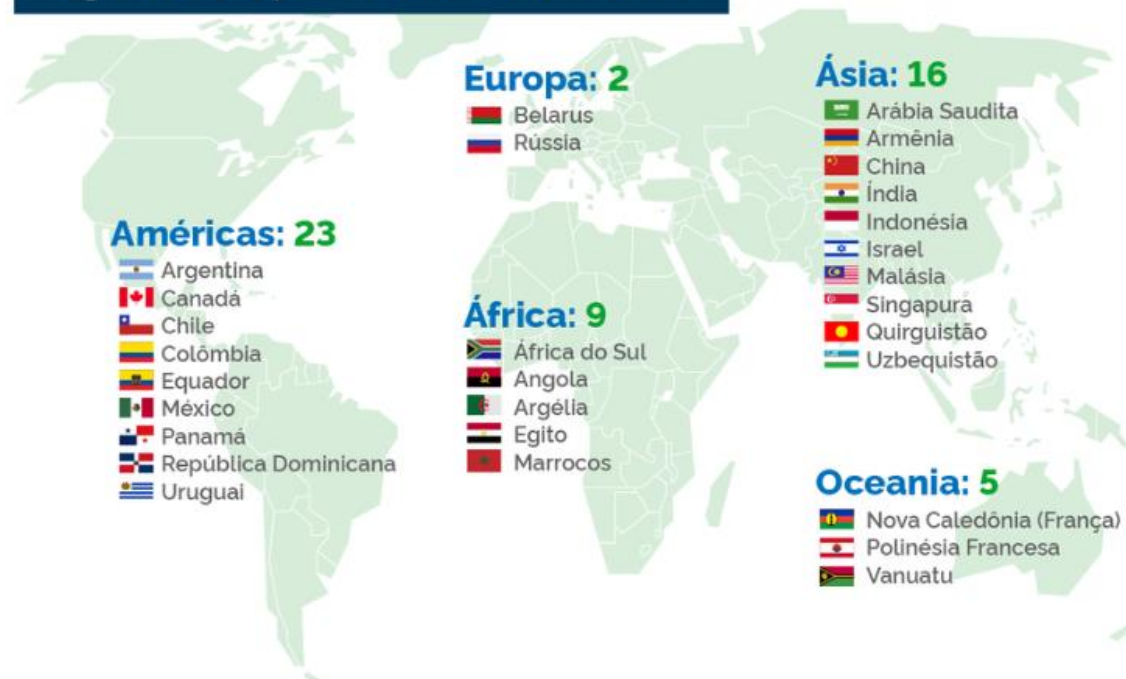 Europa: 2
Belarus
Rússia
Ásia: 16
Arábia Saudita
Armênia
China
Índia
Indonésia
Israel
Malásia
Singapura
Quirguistão
Uzbequistão
Américas: 23
Argentina
Canadá
Chile
Colômbia
Equador
México
Panamá
República Dominicana
Uruguai
África: 9
África do Sul
Angola
Argélia
Egito
Marrocos
Oceania: 5
Nova Caledônia (França)
Polinésia Francesa
Vanuatu